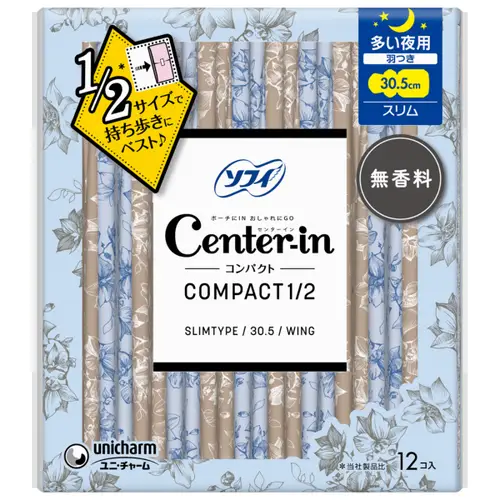 1/2サイズで
持ち歩きに
ベスト♪
多い夜用
羽つき
30.5cm
スリム
無香料
ソフィ
ポーチにIN おしゃれにGO
センターイン
Center-in
コンパクト
COMPACT1/2
SLIMTYPE / 30.5 / WING
unicharm
ユニ・チャーム
*当社製品比
12コ入